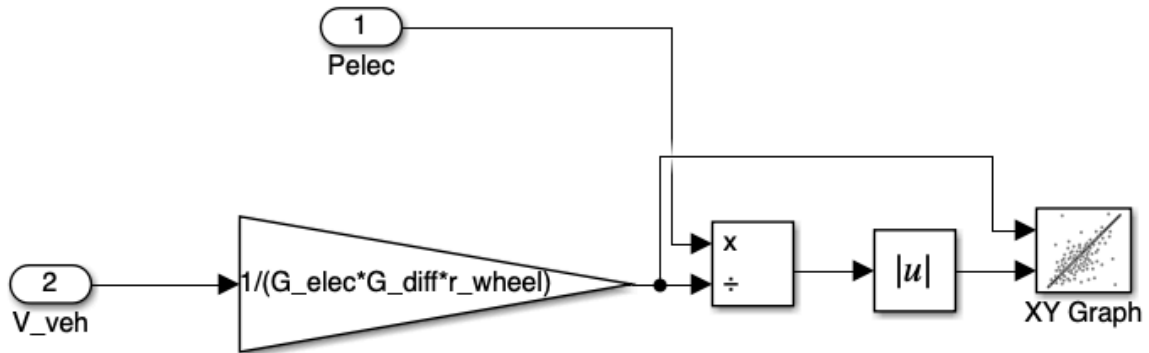 1
Pelec
x
÷
|u|
XY Graph
1/(G_elec*G_diff*r_wheel)
2
V_veh